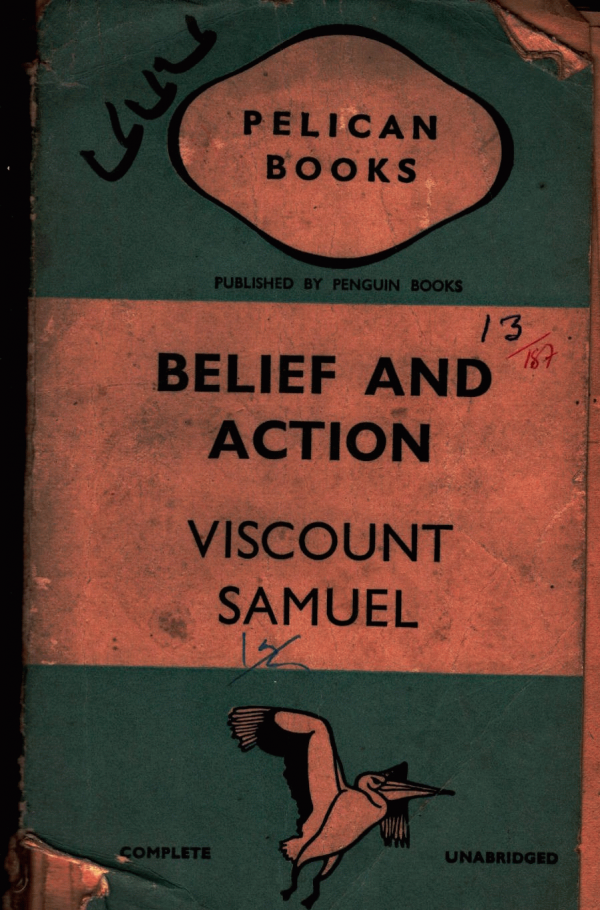 PELICAN
BOOKS
PUBLISHED BY PENGUIN BOOKS
13
/187
BELIEF AND
ACTION
VISCOUNT
SAMUEL
COMPLETE
UNABRIDGED